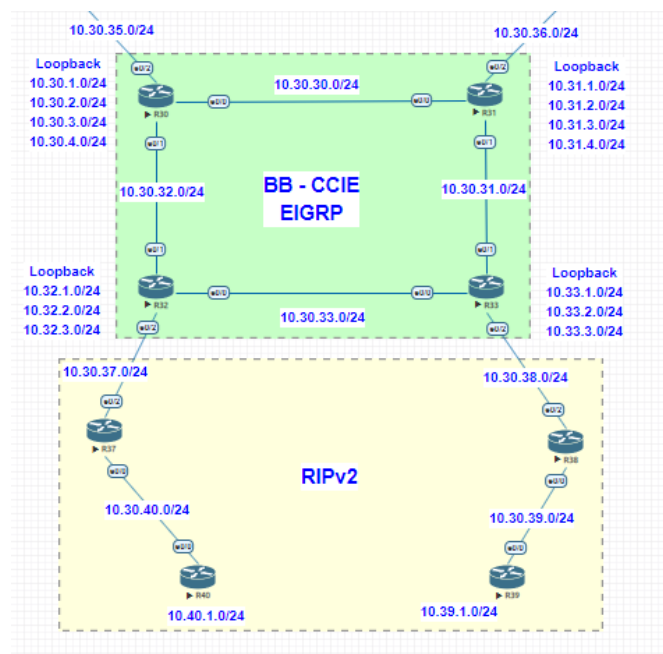 10.30.35.0/24
10.30.36.0/24
Loopback
10.30.1.0/24
10.30.2.0/24
10.30.3.0/24
10.30.4.0/24
e0/2
e0/2
Loopback
10.31.1.0/24
10.31.2.0/24
10.31.3.0/24
10.31.4.0/24
10.30.30.0/24
e0/0
e0/0
R30
R31
e0/1
e0/1
10.30.32.0/24
BB - CCIE
EIGRP
10.30.31.0/24
e0/1
e0/1
Loopback
10.32.1.0/24
10.32.2.0/24
10.32.3.0/24
Loopback
10.33.1.0/24
10.33.2.0/24
10.33.3.0/24
e0/0
e0/0
R32
R33
10.30.33.0/24
e0/2
e0/2
10.30.37.0/24
10.30.38.0/24
e0/2
e0/2
R37
R38
e0/0
e0/0
RIPv2
10.30.40.0/24
10.30.39.0/24
e0/0
e0/0
R40
R39
10.40.1.0/24
10.39.1.0/24